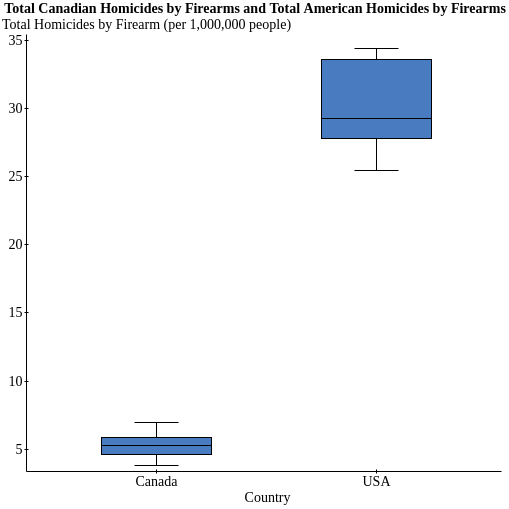 Total Canadian Homicides by Firearms and Total American Homicides by Firearms
Total Homicides by Firearm (per 1,000,000 people)
35
30
25
20
15
10
5
Canada USA
Country